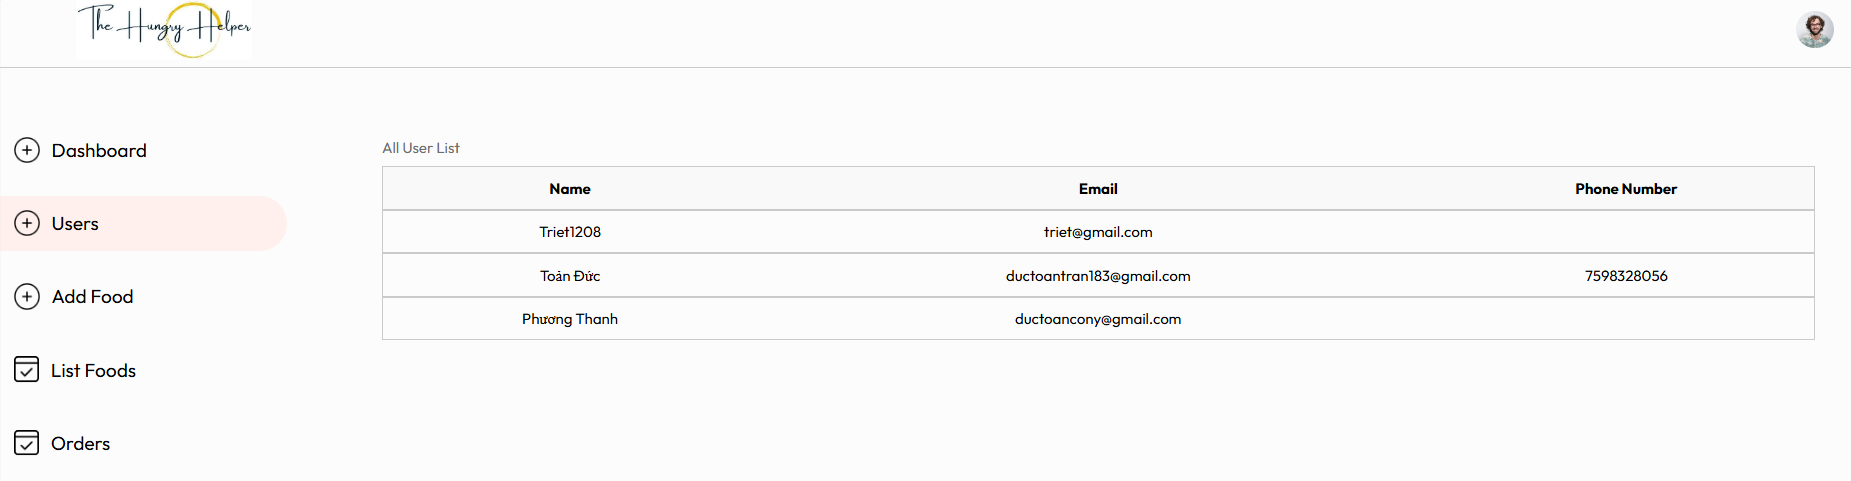 The Hungry Helper
Dashboard
Users
Add Food
List Foods
Orders
All User List
Name Email Phone Number
Triet1208 triet@gmail.com
Toản Đức ductoantran183@gmail.com 7598328056
Phương Thanh ductoancony@gmail.com